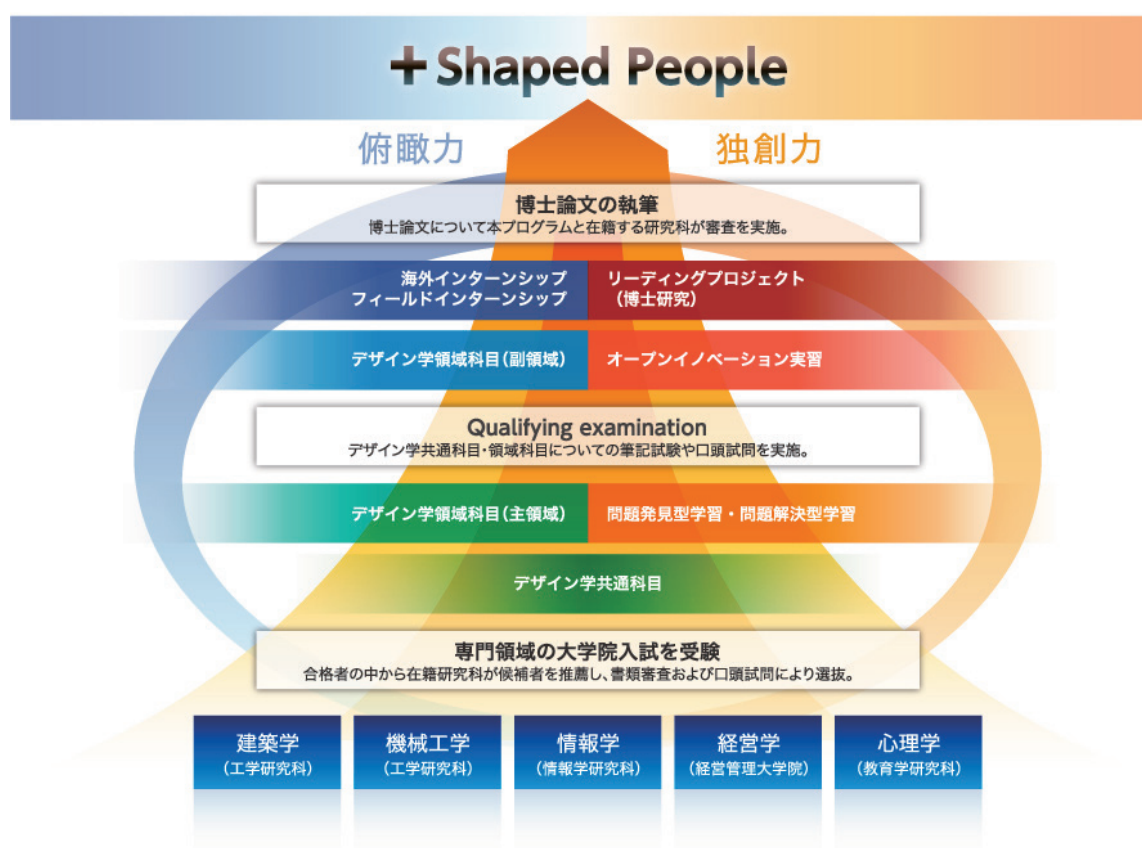 +Shaped People
俯瞰力
独創力
博士論文の執筆
博士論文について本プログラムと在籍する研究科が審査を実施。
海外インターンシップ
フィールドインターンシップ
リーディングプロジェクト
（博士研究）
デザイン学領域科目（副領域）
オープンイノベーション実習
Qualifying examination
デザイン学共通科目・領域科目についての筆記試験や口頭試問を実施。
デザイン学領域科目（主領域）
問題発見型学習・問題解決型学習
デザイン学共通科目
専門領域の大学院入試を受験
合格者の中から在籍研究科が候補者を推薦し、書類審査および口頭試問により選抜。
建築学
（工学研究科）
機械工学
（工学研究科）
情報学
（情報学研究科）
経営学
（経営管理大学院）
心理学
（教育学研究科）